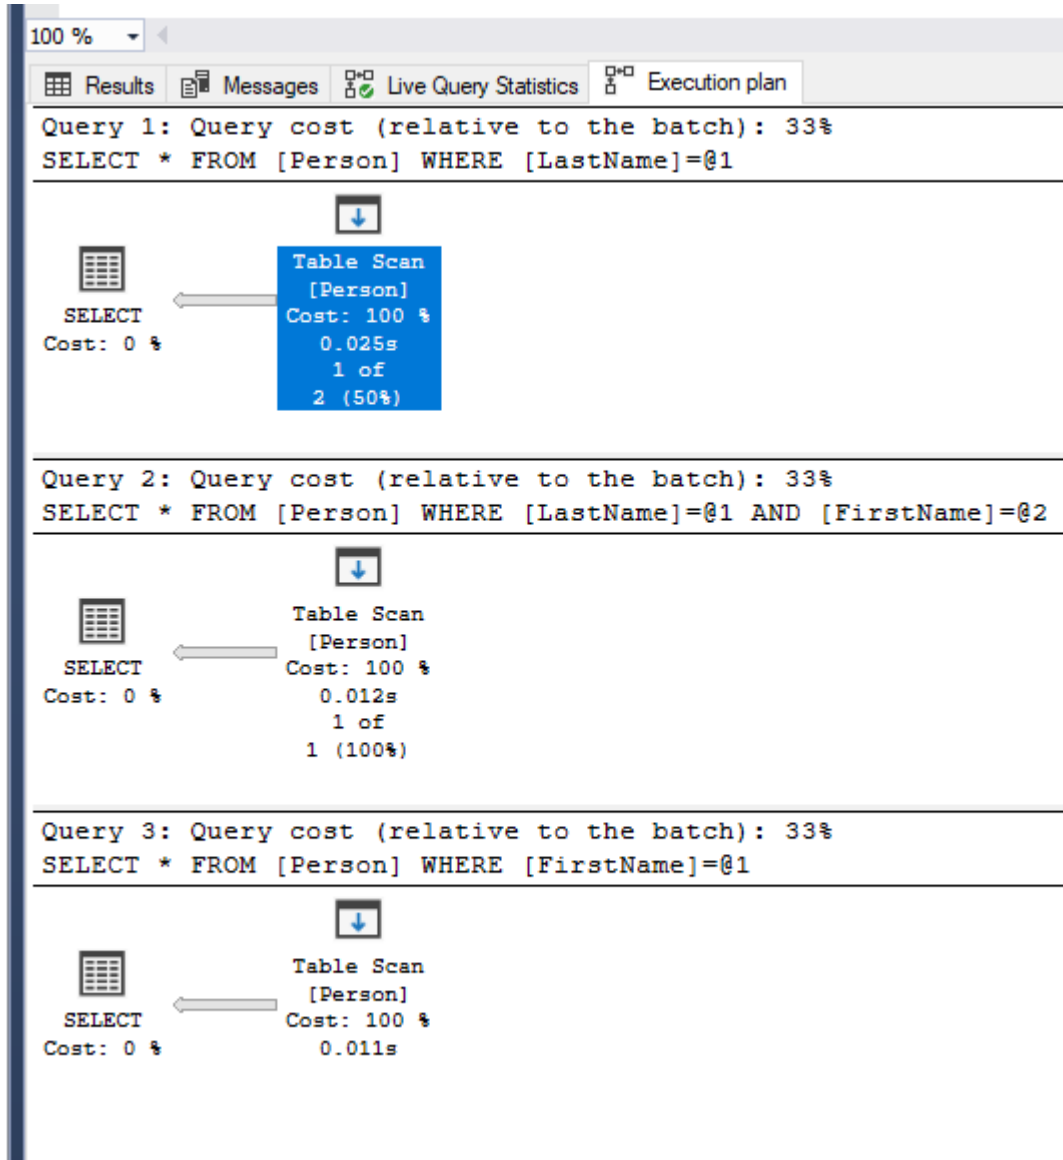 100 %
Results Messages Live Query Statistics Execution plan
Query 1: Query cost (relative to the batch): 33%
SELECT * FROM [Person] WHERE [LastName]=@1
Table Scan
[Person]
Cost: 100 %
0.025s
1 of
2 (50%)
SELECT
Cost: 0 %
Query 2: Query cost (relative to the batch): 33%
SELECT * FROM [Person] WHERE [LastName]=@1 AND [FirstName]=@2
Table Scan
[Person]
Cost: 100 %
0.012s
1 of
1 (100%)
SELECT
Cost: 0 %
Query 3: Query cost (relative to the batch): 33%
SELECT * FROM [Person] WHERE [FirstName]=@1
Table Scan
[Person]
Cost: 100 %
0.011s
SELECT
Cost: 0 %